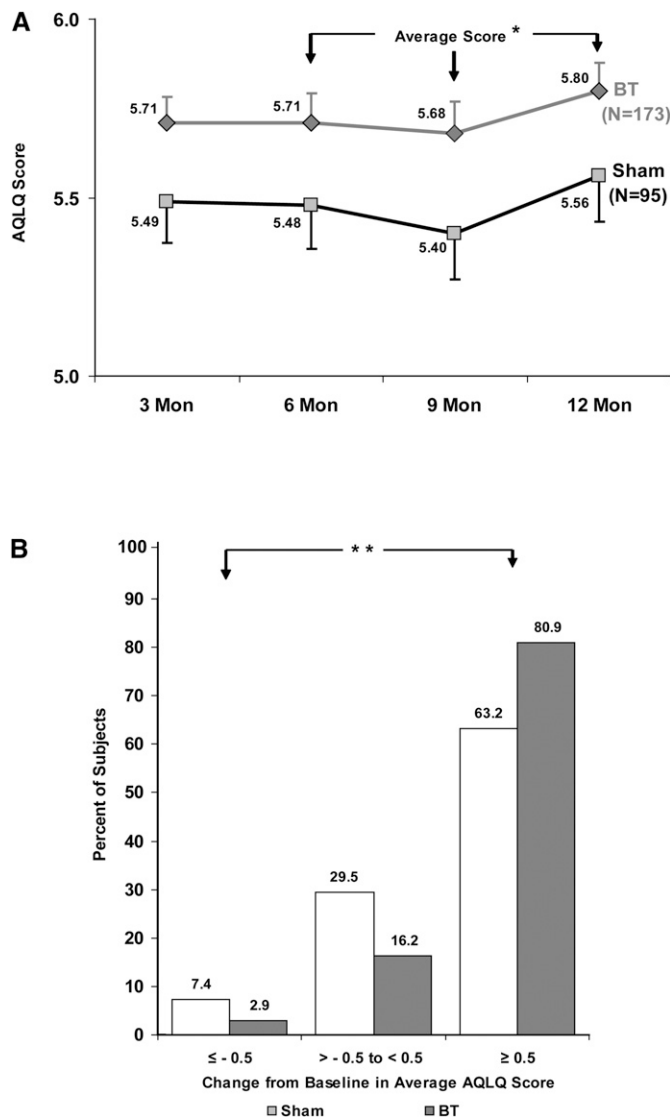 A
6.0
Average Score *
5.71
5.71
5.68
5.80
BT
(N=173)
AQLQ Score
5.5
5.49
5.48
5.40
5.56
Sham
(N=95)
5.0
3 Mon
6 Mon
9 Mon
12 Mon
B
100
* *
90
80.9
80
70
63.2
60
Percent of Subjects
50
40
29.5
30
20
16.2
10
7.4
2.9
0
≤ - 0.5
> - 0.5 to < 0.5
≥ 0.5
Change from Baseline in Average AQLQ Score
Sham
BT